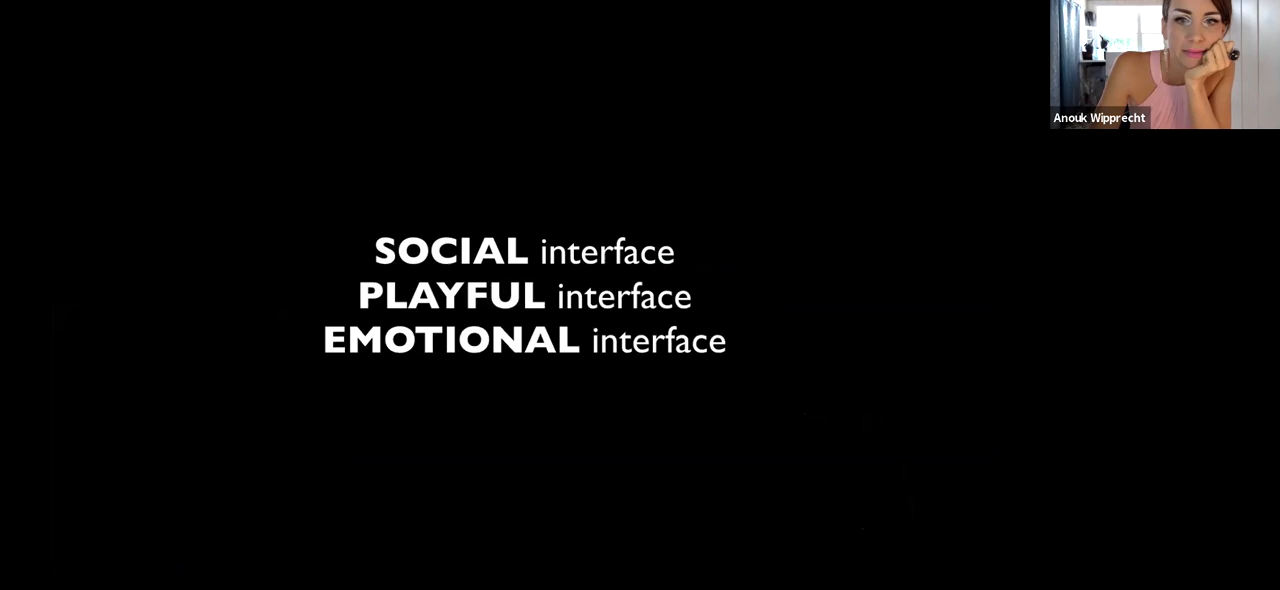 Anouk Wipprecht
SOCIAL interface
PLAYFUL interface
EMOTIONAL interface